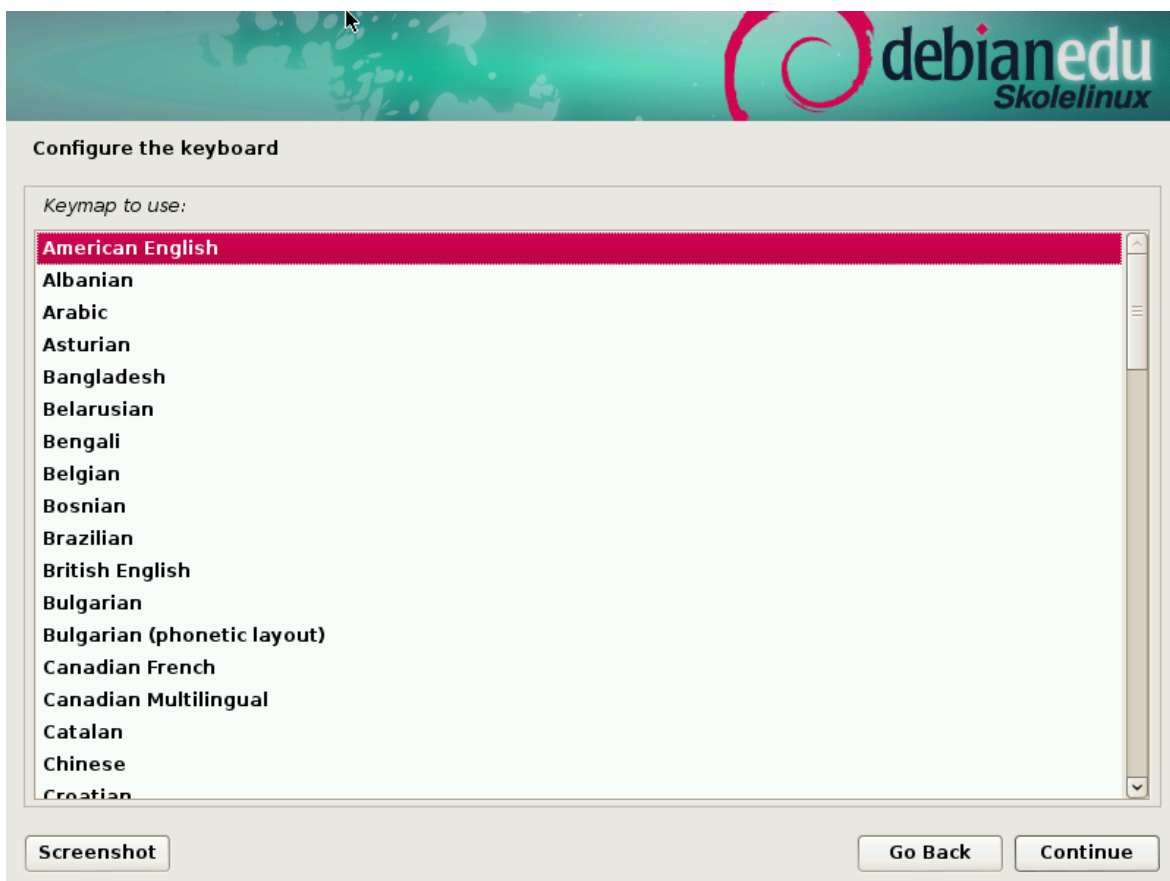 debianedu
Skolelinux
Configure the keyboard
Keymap to use:
American English
Albanian
Arabic
Asturian
Bangladesh
Belarusian
Bengali
Belgian
Bosnian
Brazilian
British English
Bulgarian
Bulgarian (phonetic layout)
Canadian French
Canadian Multilingual
Catalan
Chinese
Croatian
Screenshot
Go Back
Continue